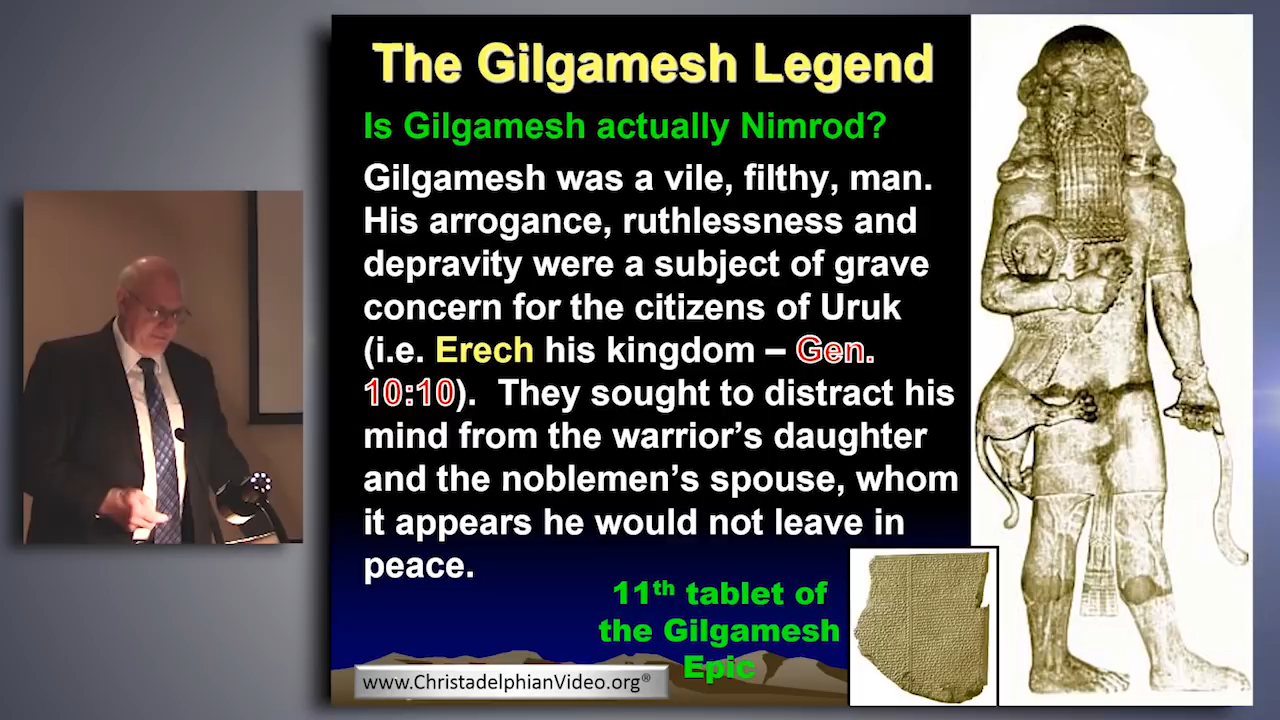 The Gilgamesh Legend
Is Gilgamesh actually Nimrod?
Gilgamesh was a vile, filthy, man.
His arrogance, ruthlessness and
depravity were a subject of grave
concern for the citizens of Uruk
(i.e. Erech his kingdom – Gen.
10:10).  They sought to distract his
mind from the warrior’s daughter
and the noblemen’s spouse, whom
it appears he would not leave in
peace.
11th tablet of
the Gilgamesh
Epic
www.ChristadelphianVideo.org®